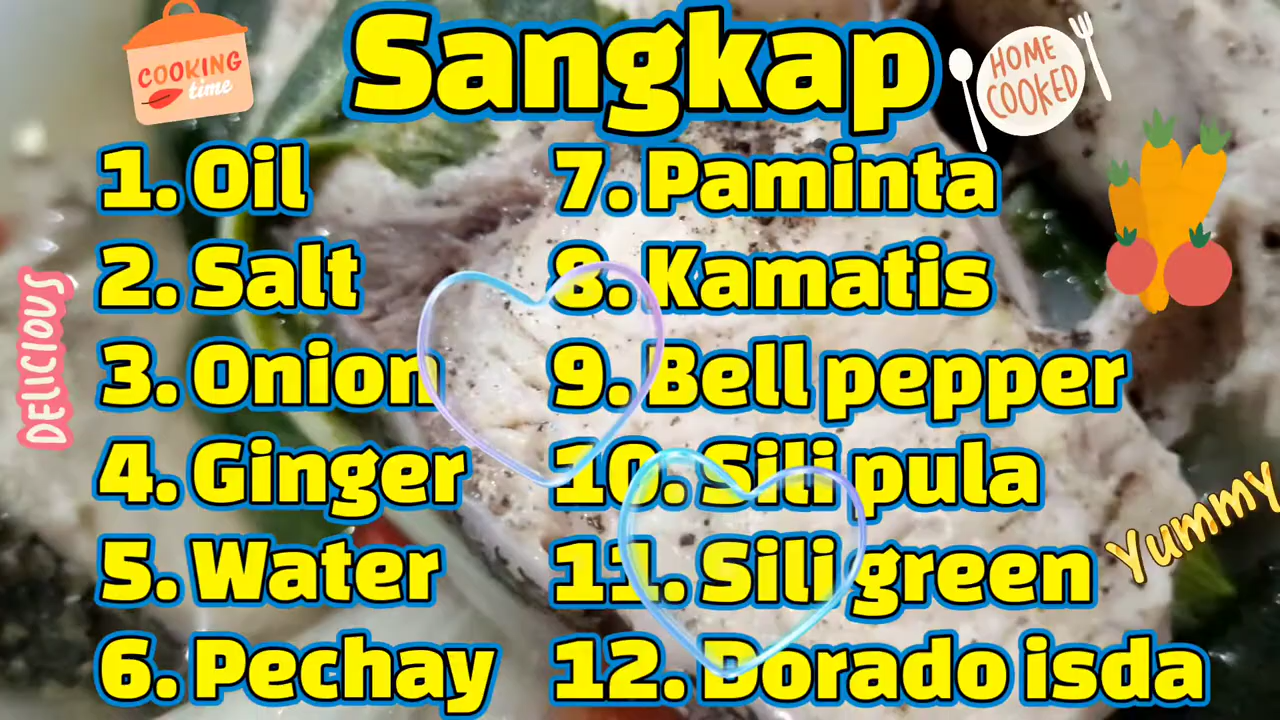 Sangkap
COOKING
time
HOME
COOKED
1. Oil
2. Salt
3. Onion
4. Ginger
5. Water
6. Pechay
7. Paminta
8. Kamatis
9. Bell pepper
10. Sili pula
11. Sili green
12. Dorado isda
DELICIOUS
Yummy